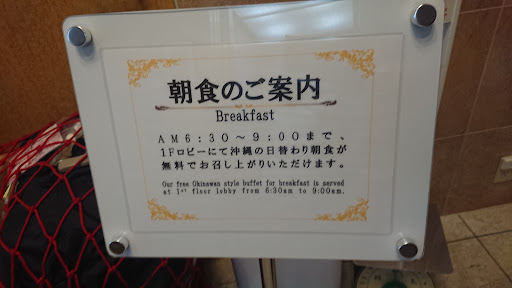 朝食のご案内
Breakfast
AM6:30～9:00まで、
1Fロビーにて沖縄の日替わり朝食が
無料でお召し上がりいただけます。
Our free Okinawan style buffet for breakfast is served
at 1st floor lobby from 6:30am to 9:00am.